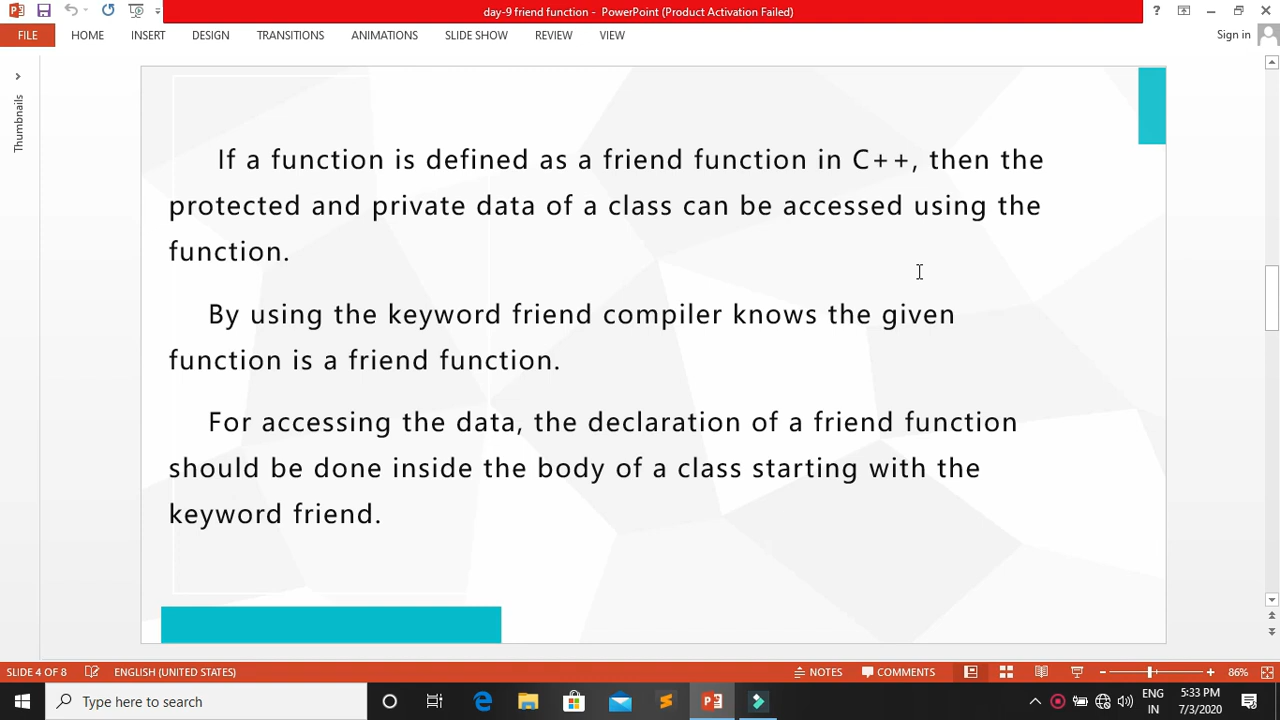 day-9 friend function - PowerPoint (Product Activation Failed)
?
FILE HOME INSERT DESIGN TRANSITIONS ANIMATIONS SLIDE SHOW REVIEW VIEW Sign in
Thumbnails
If a function is defined as a friend function in C++, then the
protected and private data of a class can be accessed using the
function.
By using the keyword friend compiler knows the given
function is a friend function.
For accessing the data, the declaration of a friend function
should be done inside the body of a class starting with the
keyword friend.
SLIDE 4 OF 8 ENGLISH (UNITED STATES) NOTES COMMENTS 86%
Type here to search
ENG
IN
5:33 PM
7/3/2020